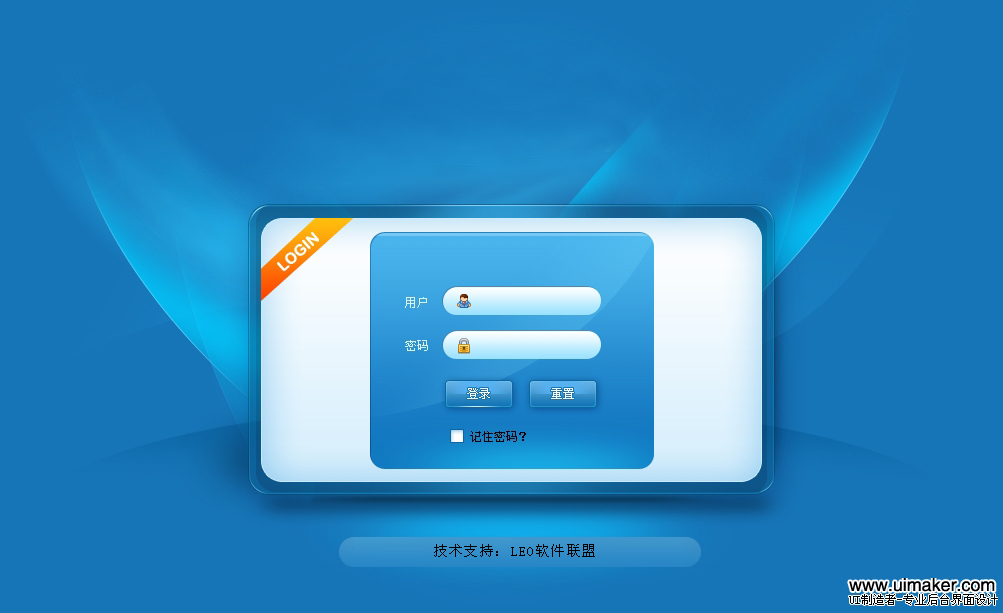 LOGIN
用户
密码
登录 重置
记住密码?
技术支持：LEO软件联盟
www.uimaker.com
UI制造者-专业后台界面设计